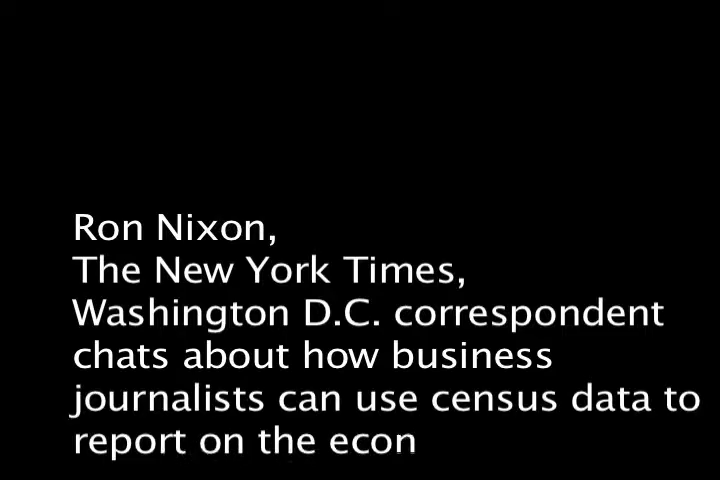 Ron Nixon,
The New York Times,
Washington D.C. correspondent
chats about how business
journalists can use census data to
report on the econ